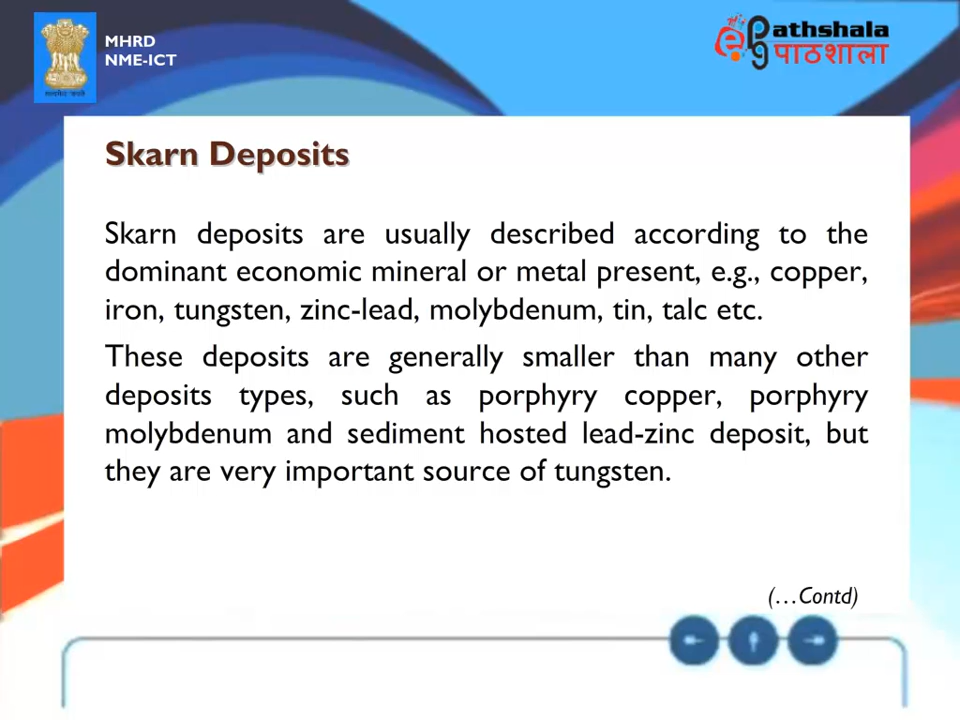 MHRD
NME-ICT
e pg Pathshala
पाठशाला
Skarn Deposits
Skarn deposits are usually described according to the
dominant economic mineral or metal present, e.g., copper,
iron, tungsten, zinc-lead, molybdenum, tin, talc etc.
These deposits are generally smaller than many other
deposits types, such as porphyry copper, porphyry
molybdenum and sediment hosted lead-zinc deposit, but
they are very important source of tungsten.
(...Contd)